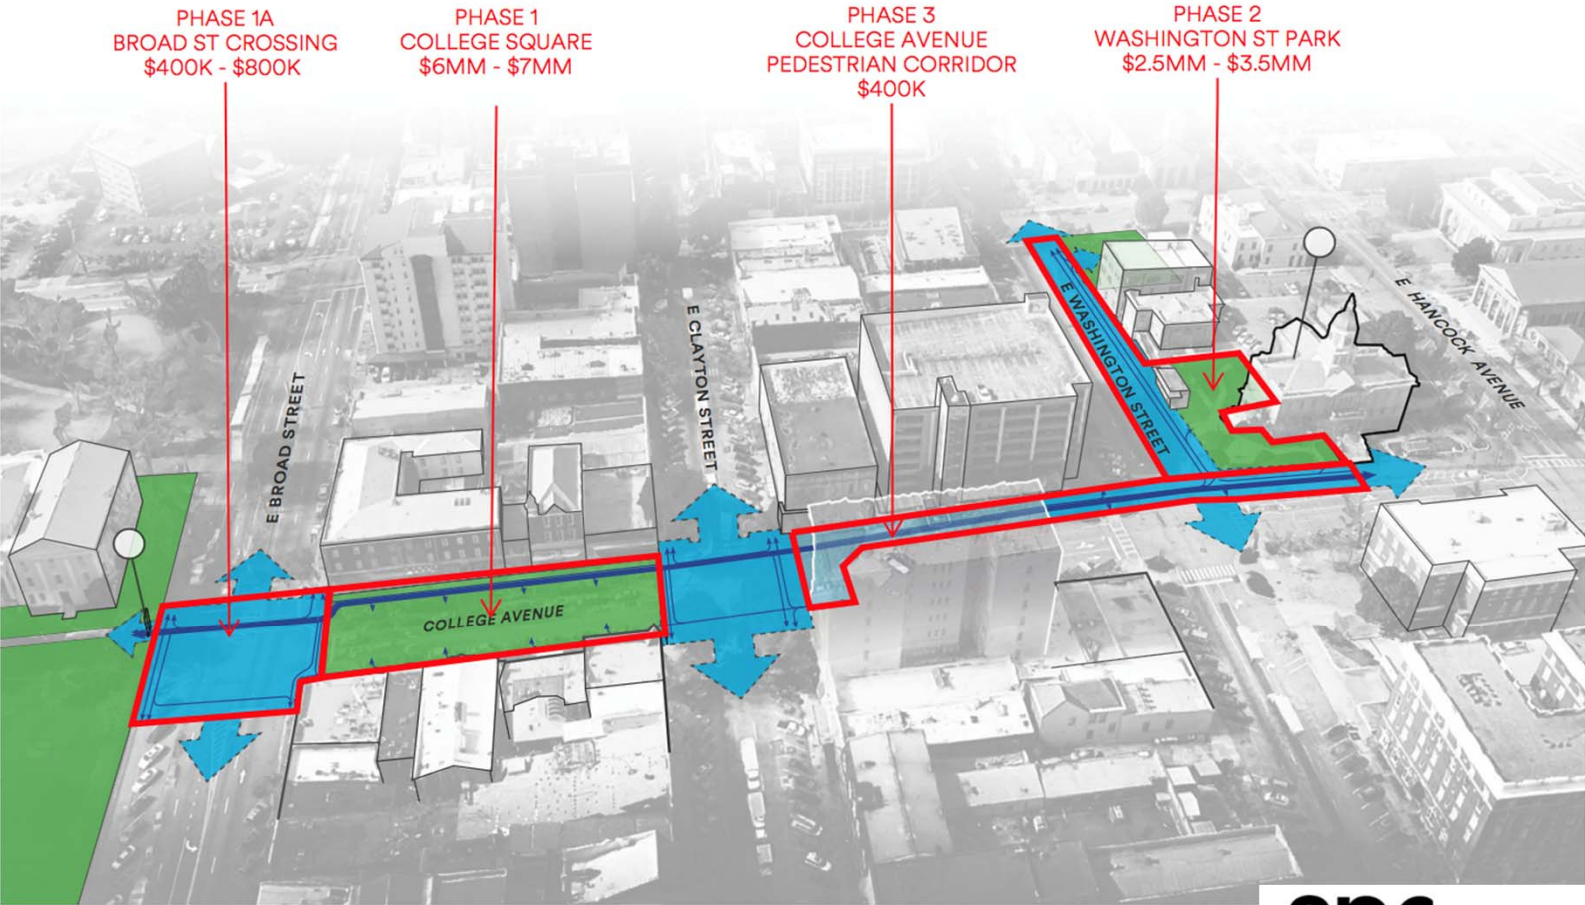 PHASE 1A
BROAD ST CROSSING
$400K - $800K
PHASE 1
COLLEGE SQUARE
$6MM - $7MM
PHASE 3
COLLEGE AVENUE
PEDESTRIAN CORRIDOR
$400K
PHASE 2
WASHINGTON ST PARK
$2.5MM - $3.5MM
E BROAD STREET
COLLEGE AVENUE
E CLAYTON STREET
E WASHINGTON STREET
E HANCOCK AVENUE